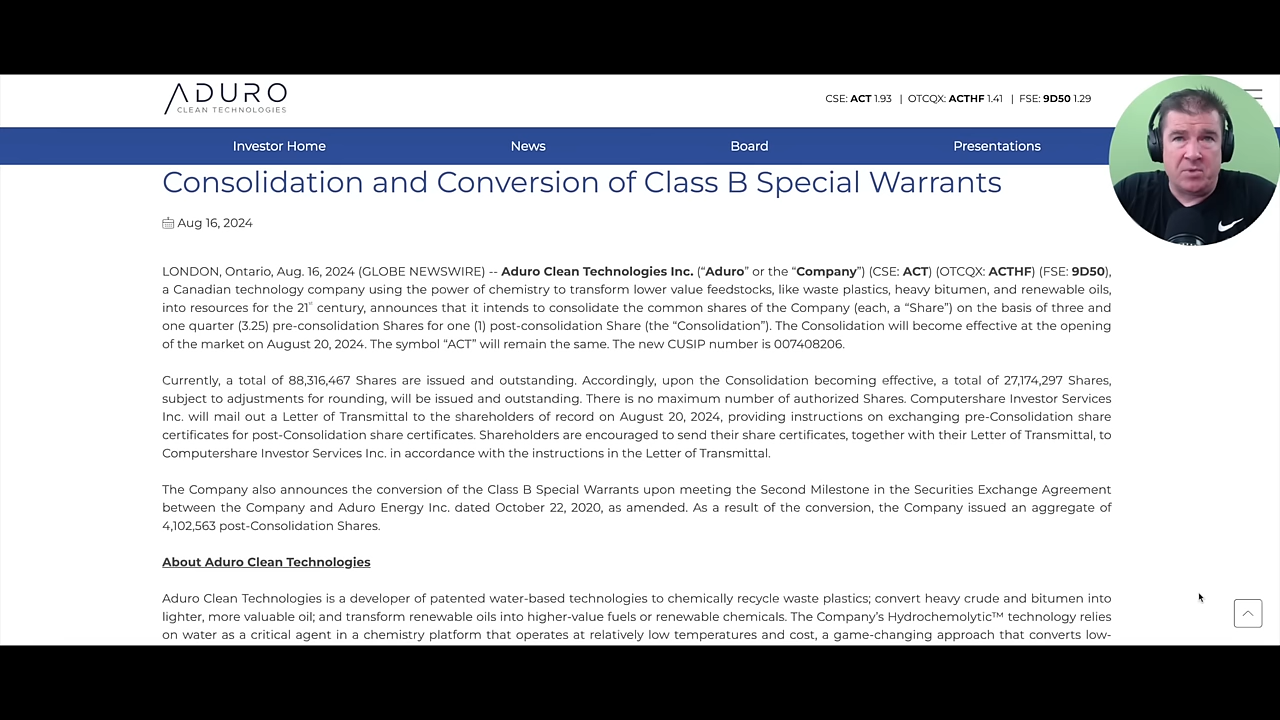 ADURO
CLEAN TECHNOLOGIES
CSE: ACT 1.93 | OTCQX: ACTHF 1.41 | FSE: 9D50 1.29
Investor Home
News
Board
Presentations
Consolidation and Conversion of Class B Special Warrants
Aug 16, 2024
LONDON, Ontario, Aug. 16, 2024 (GLOBE NEWSWIRE) -- Aduro Clean Technologies Inc. (“Aduro” or the “Company”) (CSE: ACT) (OTCQX: ACTHF) (FSE: 9D50),
a Canadian technology company using the power of chemistry to transform lower value feedstocks, like waste plastics, heavy bitumen, and renewable oils,
into resources for the 21st century, announces that it intends to consolidate the common shares of the Company (each, a “Share”) on the basis of three and
one quarter (3.25) pre-consolidation Shares for one (1) post-consolidation Share (the “Consolidation”). The Consolidation will become effective at the opening
of the market on August 20, 2024. The symbol “ACT” will remain the same. The new CUSIP number is 007408206.
Currently, a total of 88,316,467 Shares are issued and outstanding. Accordingly, upon the Consolidation becoming effective, a total of 27,174,297 Shares,
subject to adjustments for rounding, will be issued and outstanding. There is no maximum number of authorized Shares. Computershare Investor Services
Inc. will mail out a Letter of Transmittal to the shareholders of record on August 20, 2024, providing instructions on exchanging pre-Consolidation share
certificates for post-Consolidation share certificates. Shareholders are encouraged to send their share certificates, together with their Letter of Transmittal, to
Computershare Investor Services Inc. in accordance with the instructions in the Letter of Transmittal.
The Company also announces the conversion of the Class B Special Warrants upon meeting the Second Milestone in the Securities Exchange Agreement
between the Company and Aduro Energy Inc. dated October 22, 2020, as amended. As a result of the conversion, the Company issued an aggregate of
4,102,563 post-Consolidation Shares.
About Aduro Clean Technologies
Aduro Clean Technologies is a developer of patented water-based technologies to chemically recycle waste plastics; convert heavy crude and bitumen into
lighter, more valuable oil; and transform renewable oils into higher-value fuels or renewable chemicals. The Company’s Hydrochemolytic™ technology relies
on water as a critical agent in a chemistry platform that operates at relatively low temperatures and cost, a game-changing approach that converts low-